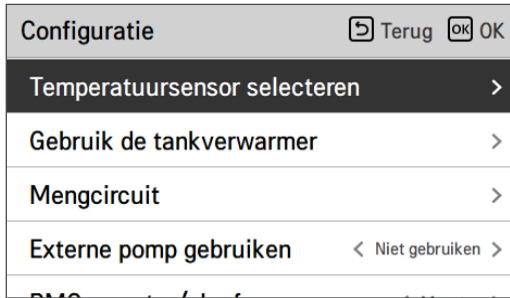 Configuratie Terug OK OK
Temperatuursensor selecteren >
Gebruik de tankverwarmer >
Mengcircuit >
Externe pomp gebruiken < Niet gebruiken >